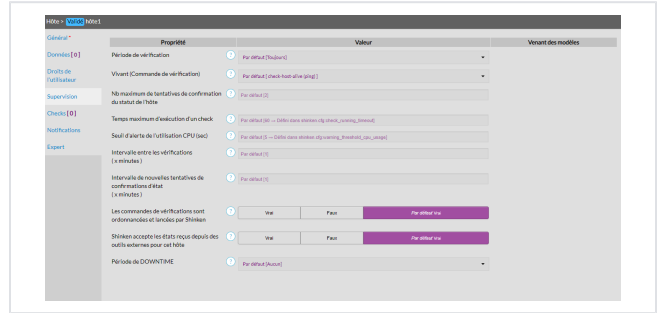 Hôte > Validé hôte1
Général *
Propriété
Valeur
Venant des modèles
Données [ 0 ]
Période de vérification
?
Par défaut [Toujours]
Droits de
l'utilisateur
Vivant (Commande de vérification)
?
Par défaut [ check-host-alive (ping) ]
Supervision
Nb maximum de tentatives de confirmation
du statut de l'hôte
?
Par défaut [2]
Checks [ 0 ]
Temps maximum d'exécution d'un check
?
Par défaut [60 -- Défini dans shinken.cfg check_running_timeout]
Notifications
Seuil d'alerte de l'utilisation CPU (sec)
?
Par défaut [5 -- Défini dans shinken.cfg warning_threshold_cpu_usage]
Expert
Intervalle entre les vérifications
( x minutes )
?
Par défaut [5]
Intervalle de nouvelles tentatives de
confirmations d'état
( x minutes )
?
Par défaut [1]
Les commandes de vérifications sont
ordonnancées et lancées par Shinken
?
Vrai
Faux
Par défaut Vrai
Shinken accepte les états reçus depuis des
outils externes pour cet hôte
?
Vrai
Faux
Par défaut Vrai
Période de DOWNTIME
?
Par défaut [Aucun]